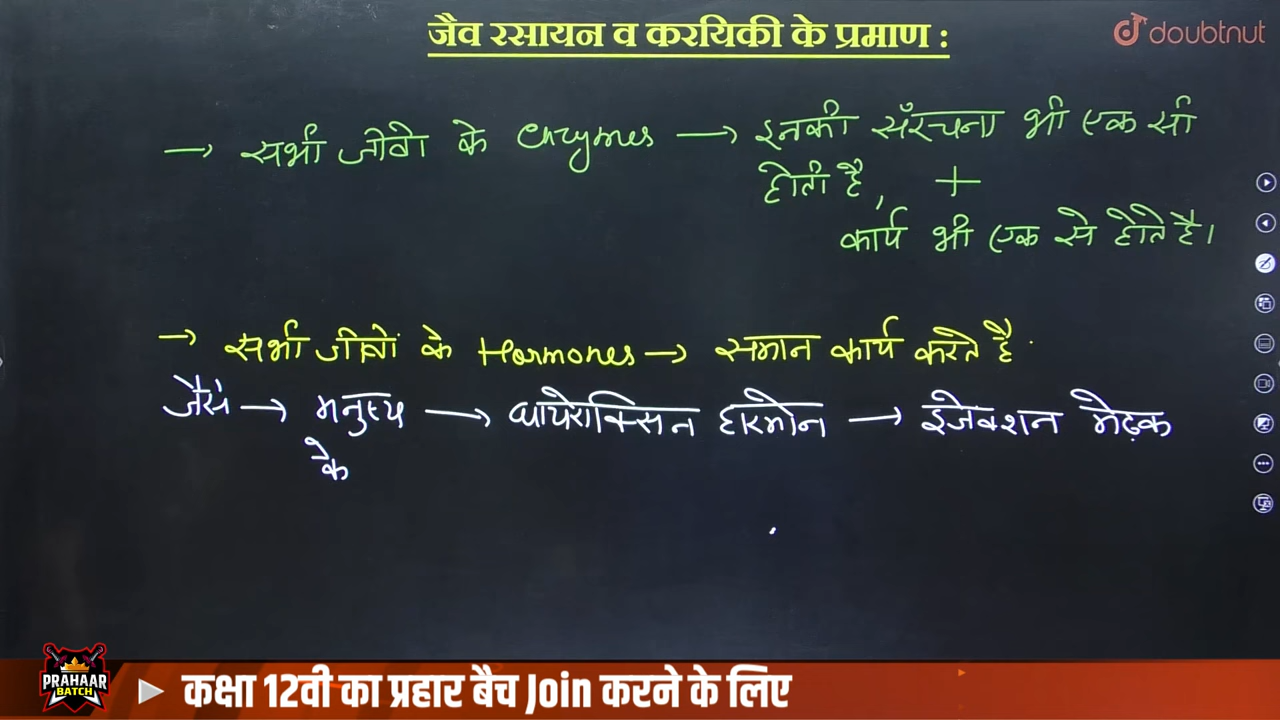 जैव रसायन व करयिकी के प्रमाण :
doubtnut
→ सभी जीवो के enzymes → इनकी सँरचना भी एक सी
होती है, +
कार्य भी एक से होते है।
→ सभी जीवों के Hormones → समान कार्य करते है
जैसे → मनुष्य → थायरोक्सिन हारमोन → इंजेक्शन मेढ़क
के
PRAHAAR
BATCH
कक्षा 12वी का प्रहार बैच Join करने के लिए